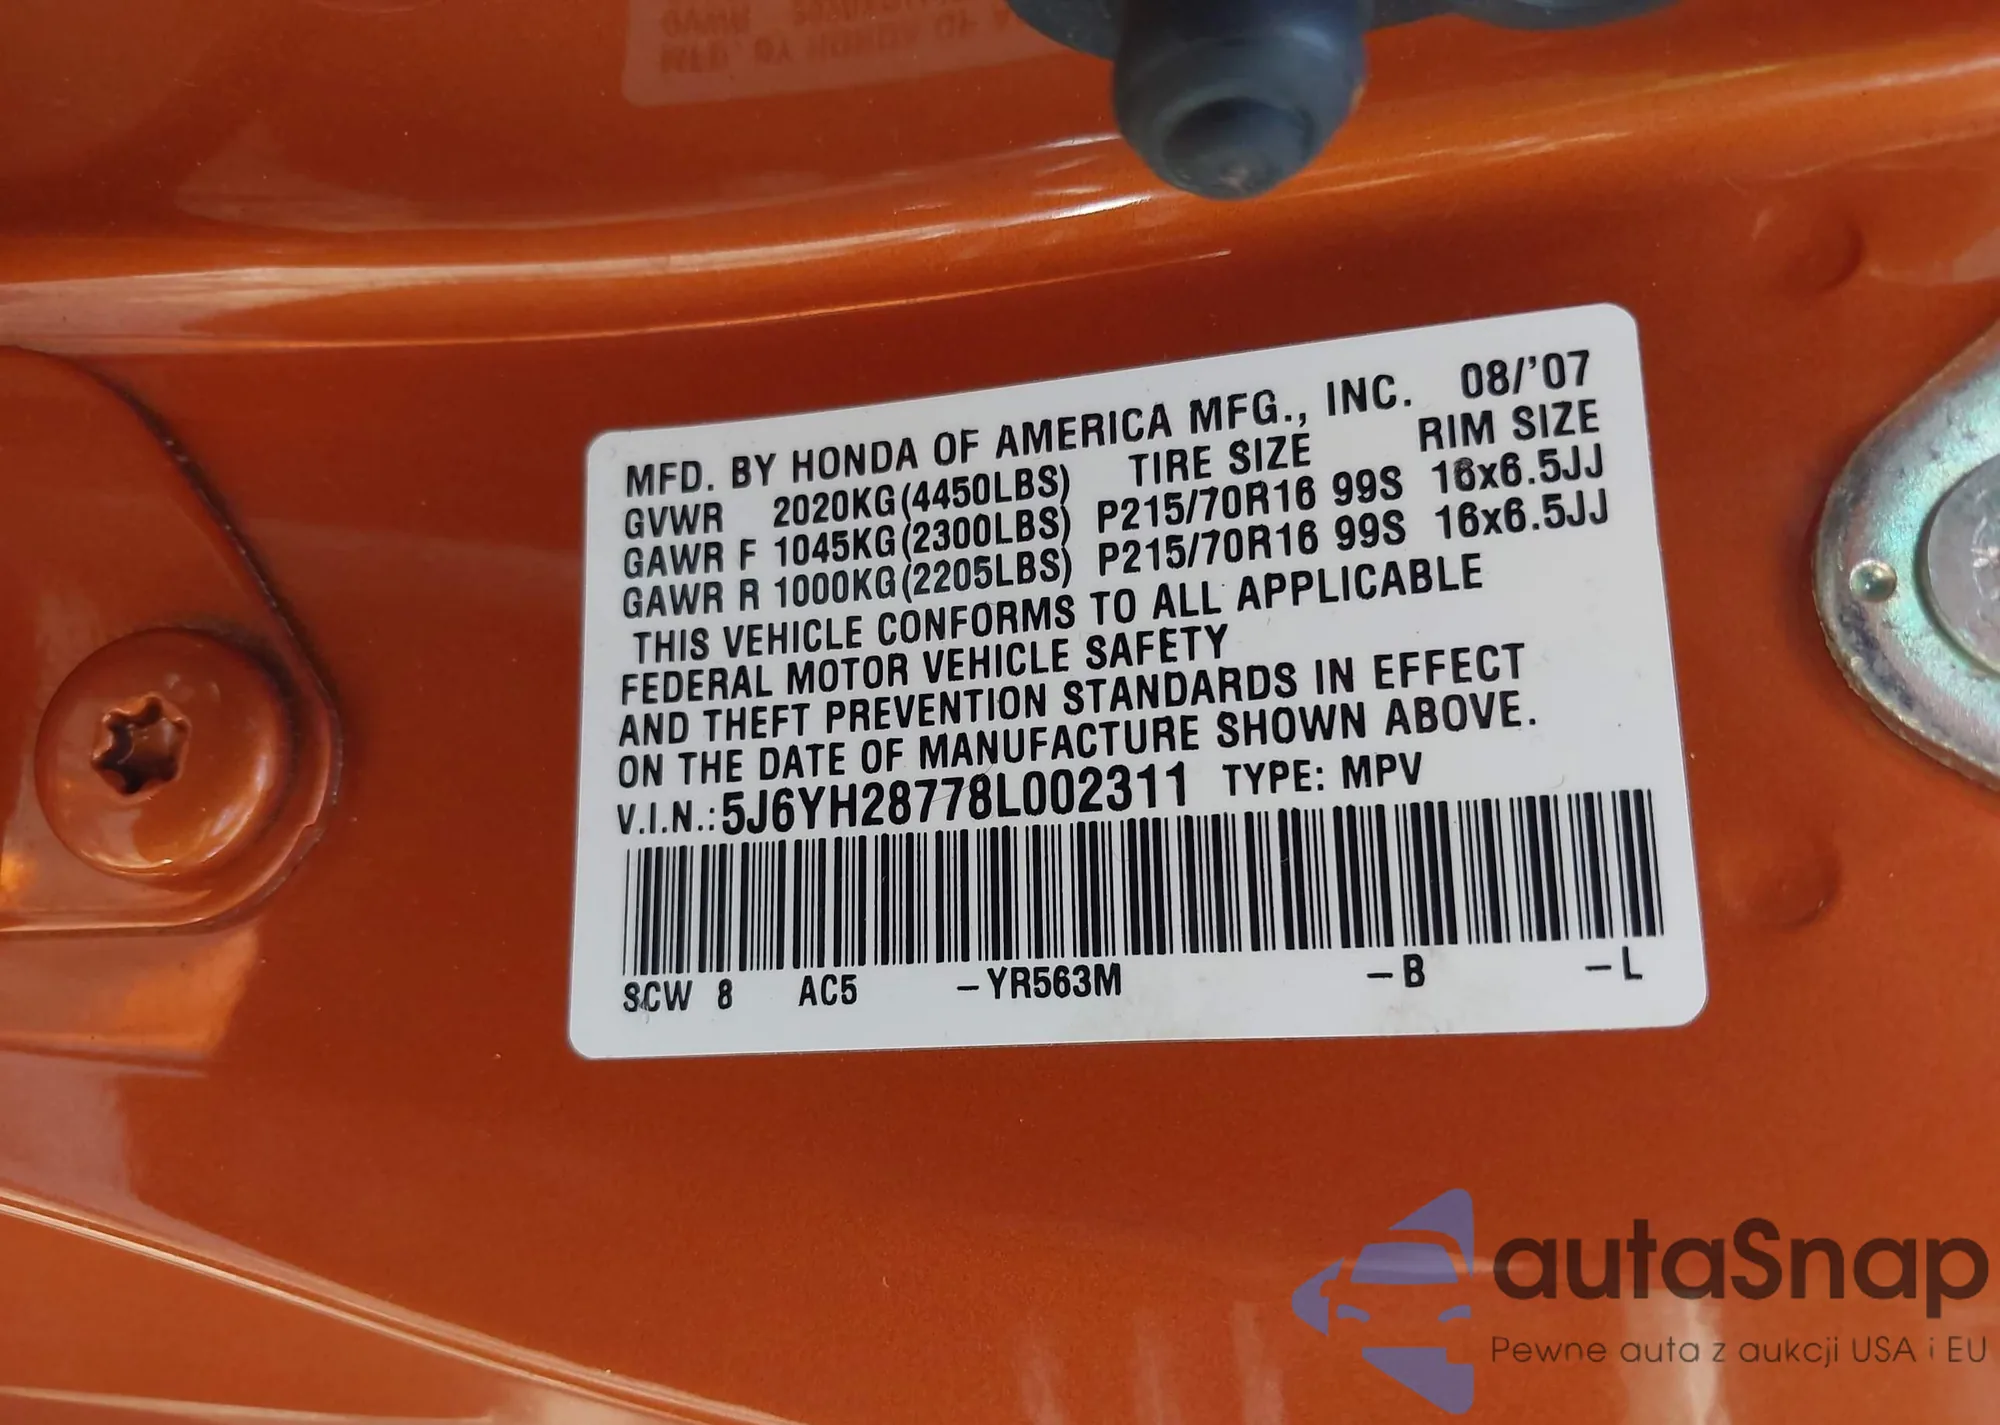 MFD. BY HONDA OF AMERICA MFG., INC. 08/'07
GVWR 2020KG(4450LBS) TIRE SIZE RIM SIZE
GAWR F 1045KG(2300LBS) P215/70R16 99S 16x6.5JJ
GAWR R 1000KG(2205LBS) P215/70R16 99S 16x6.5JJ
THIS VEHICLE CONFORMS TO ALL APPLICABLE
FEDERAL MOTOR VEHICLE SAFETY
AND THEFT PREVENTION STANDARDS IN EFFECT
ON THE DATE OF MANUFACTURE SHOWN ABOVE.
V.I.N.:5J6YH28778L002311 TYPE: MPV
SCW 8 AC5 -YR563M -B -L
autaSnap
Pewne auta z aukcji USA i EU